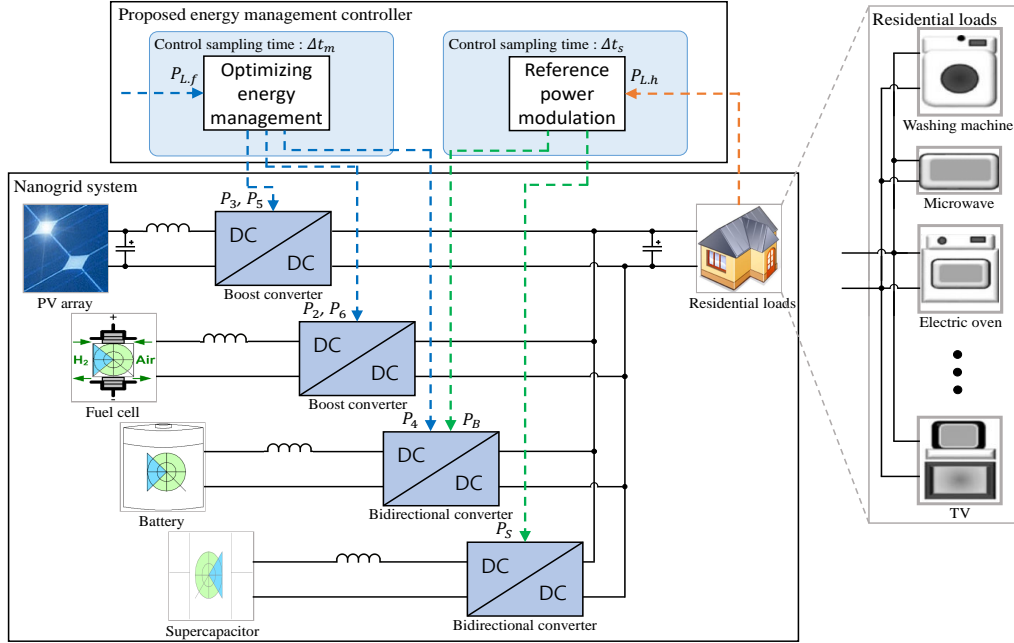 Proposed energy management controller
Control sampling time : Δt_m
P_{L.f}
Optimizing
energy
management
Control sampling time : Δt_s
Reference
power
modulation
P_{L.h}
Residential loads
Washing machine
Microwave
Electric oven
TV
Nanogrid system
P_3, P_5
DC
DC
PV array
Boost converter
Residential loads
P_2, P_6
+
H_2
Air
-
DC
DC
Fuel cell
Boost converter
P_4
P_B
DC
DC
Battery
Bidirectional converter
P_S
DC
DC
Supercapacitor
Bidirectional converter